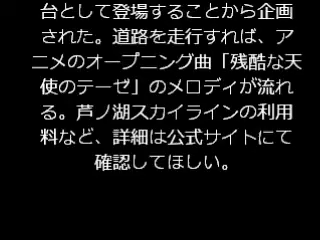 台として登場することから企画
された。道路を走行すれば、ア
ニメのオープニング曲「残酷な天
使のテーゼ」のメロディが流れ
る。芦ノ湖スカイラインの利用
料など、詳細は公式サイトにて
確認してほしい。